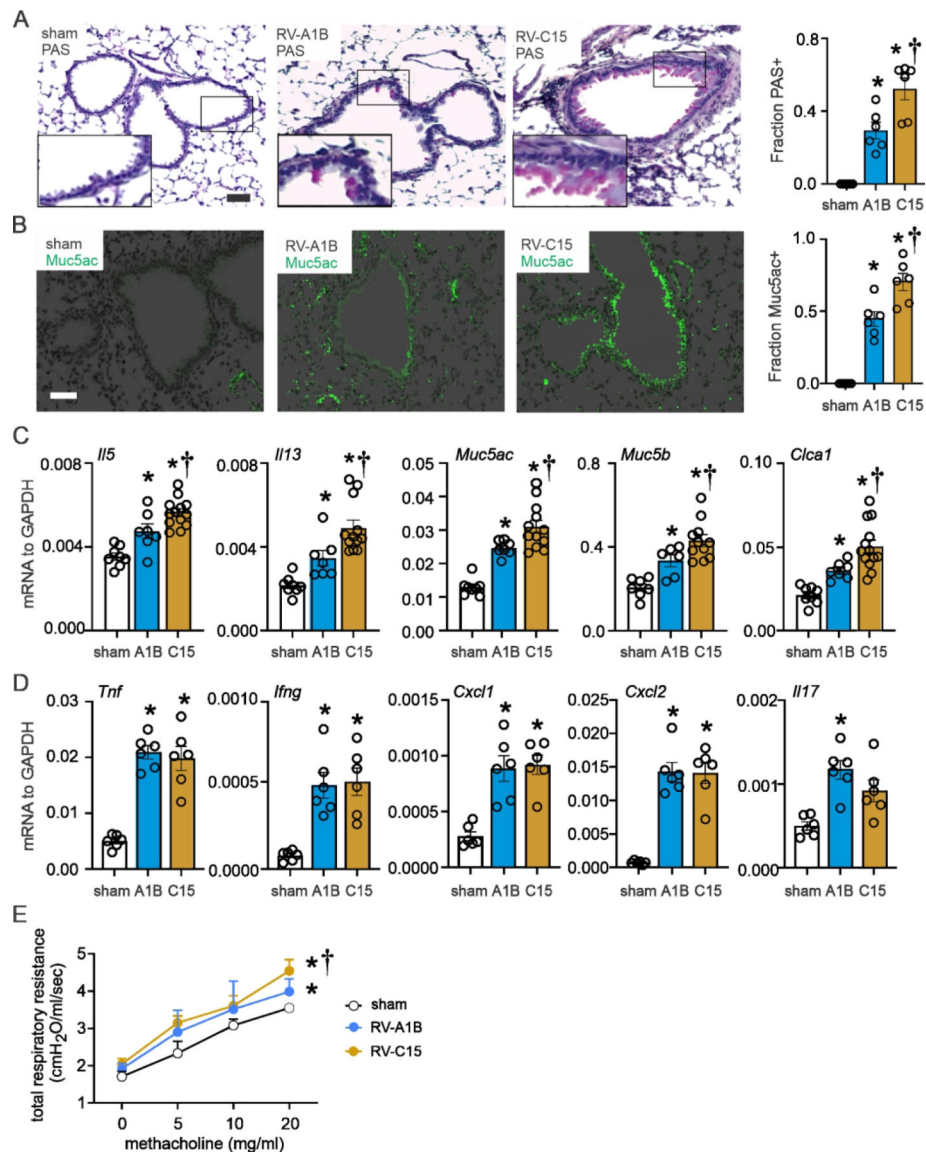 A
sham
PAS
RV-A1B
PAS
RV-C15
PAS
Fraction PAS+
0.8
0.4
0.0
*
* †
sham A1B C15
B
sham
Muc5ac
RV-A1B
Muc5ac
RV-C15
Muc5ac
Fraction Muc5ac+
1.0
0.5
0.0
*
* †
sham A1B C15
C
mRNA to GAPDH
Il5
0.008
0.004
0.000
*
* †
sham A1B C15
Il13
0.008
0.004
0.000
*
* †
sham A1B C15
Muc5ac
0.05
0.04
0.03
0.02
0.01
0.00
*
* †
sham A1B C15
Muc5b
0.8
0.4
0.0
*
* †
sham A1B C15
Clca1
0.10
0.05
0.00
*
* †
sham A1B C15
D
mRNA to GAPDH
Tnf
0.03
0.02
0.01
0.00
*
*
sham A1B C15
Ifng
0.0010
0.0005
0.0000
*
*
sham A1B C15
Cxcl1
0.0015
0.0010
0.0005
0.0000
*
*
sham A1B C15
Cxcl2
0.015
0.010
0.005
0.000
0.025
0.020
*
*
sham A1B C15
Il17
0.002
0.001
0.000
*
sham A1B C15
E
total respiratory resistance
(cmH2O/ml/sec)
5
4
3
2
1
* †
*
sham
RV-A1B
RV-C15
0 5 10 20
methacholine (mg/ml)